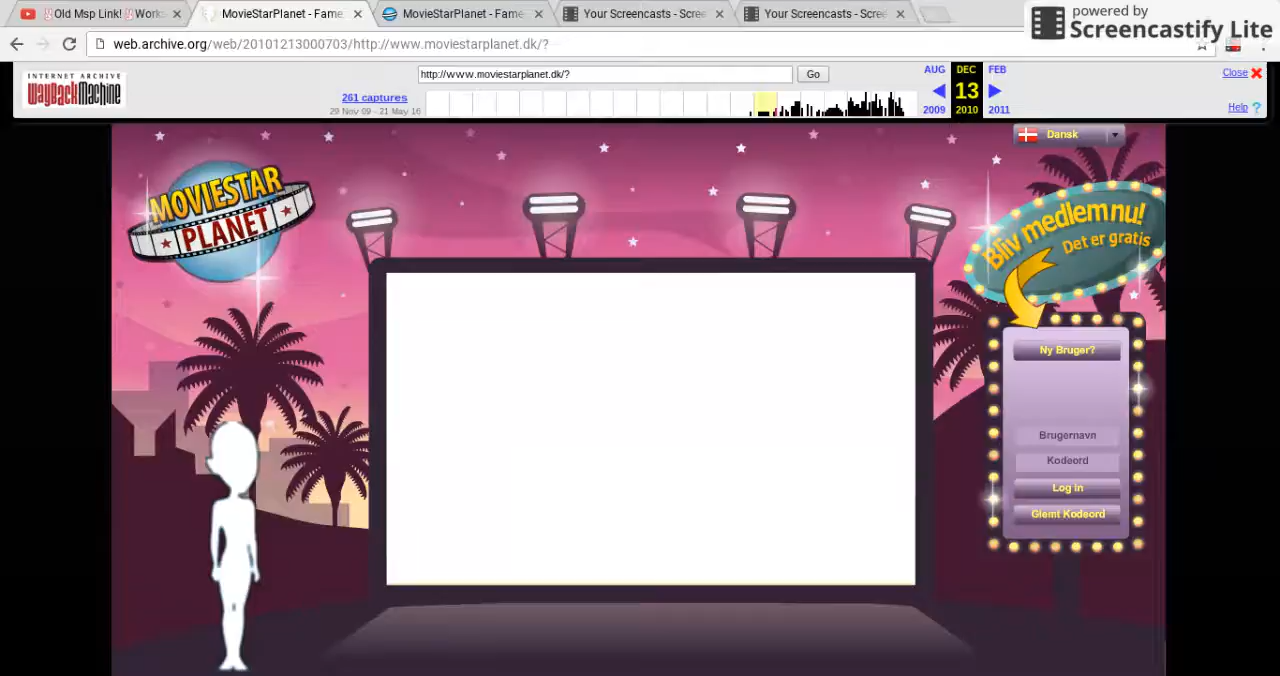 Old Msp Link! Works
MovieStarPlanet - Fame,
MovieStarPlanet - Fame
Your Screencasts - Scree
Your Screencasts - Scree
powered by
Screencastify Lite
web.archive.org/web/20101213000703/http://www.moviestarplanet.dk/?
INTERNET ARCHIVE
WayBackMachine
http://www.moviestarplanet.dk/?
Go
261 captures
29 Nov 09 - 21 May 16
AUG
DEC
FEB
13
2009
2010
2011
Close
Help ?
Dansk
MOVIESTAR
PLANET
Bliv medlem nu!
Det er gratis
Ny Bruger?
Brugernavn
Kodeord
Log in
Glemt Kodeord